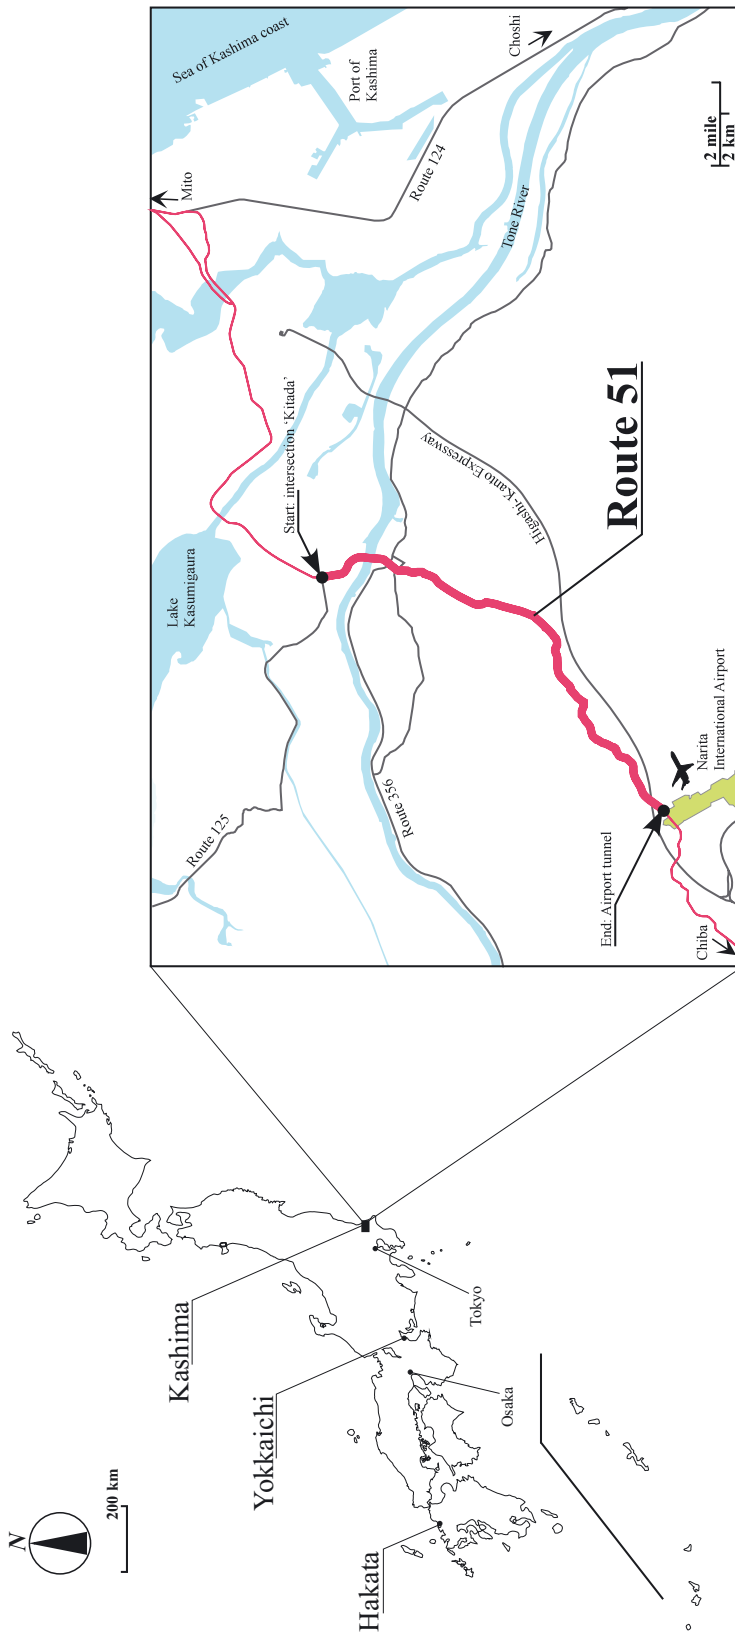 N
200 km
Kashima
Yokkaichi
Hakata
Tokyo
Osaka
Sea of Kashima coast
Port of
Kashima
Choshi
Mito
Route 124
Tone River
Lake
Kasumigaura
Start: intersection ‘Kitada’
Higashi-Kanto Expressway
Route 51
Route 125
Route 356
End: Airport tunnel
Narita
International Airport
Chiba
2 mile
2 km